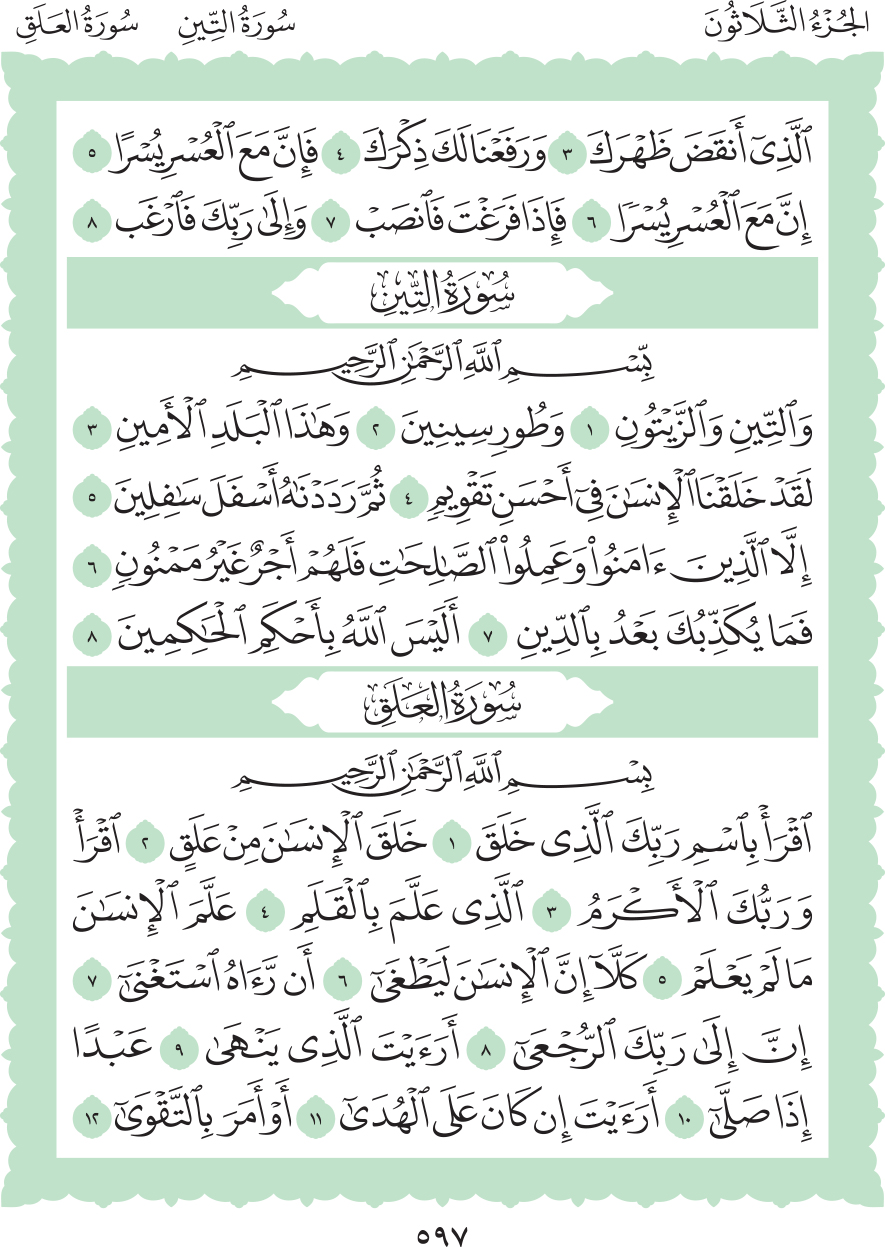 الجُزْءُ الثَّلَاثُونَ سُورَةُ التِّينِ سُورَةُ العَلَقِ
ٱلَّذِىٓ أَنقَضَ ظَهْرَكَ ٣ وَرَفَعْنَا لَكَ ذِكْرَكَ ٤ فَإِنَّ مَعَ ٱلْعُسْرِ يُسْرًا ٥
إِنَّ مَعَ ٱلْعُسْرِ يُسْرًا ٦ فَإِذَا فَرَغْتَ فَٱنصَبْ ٧ وَإِلَىٰ رَبِّكَ فَٱرْغَب ٨
سُورَةُ التِّينِ
بِّسْمِ ٱللَّهِ ٱلرَّحْمَٰنِ ٱلرَّحِيمِ
وَٱلتِّينِ وَٱلزَّيْتُونِ ١ وَطُورِ سِينِينَ ٢ وَهَٰذَا ٱلْبَلَدِ ٱلْأَمِينِ ٣
لَقَدْ خَلَقْنَا ٱلْإِنسَٰنَ فِىٓ أَحْسَنِ تَقْوِيمٍ ٤ ثُمَّ رَدَدْنَٰهُ أَسْفَلَ سَٰفِلِينَ ٥
إِلَّا ٱلَّذِينَ ءَامَنُوا۟ وَعَمِلُوا۟ ٱلصَّٰلِحَٰتِ فَلَهُمْ أَجْرٌ غَيْرُ مَمْنُونٍ ٦
فَمَا يُكَذِّبُكَ بَعْدُ بِٱلدِّينِ ٧ أَلَيْسَ ٱللَّهُ بِأَحْكَمِ ٱلْحَٰكِمِينَ ٨
سُورَةُ العَلَقِ
بِسْمِ ٱللَّهِ ٱلرَّحْمَٰنِ ٱلرَّحِيمِ
ٱقْرَأْ بِٱسْمِ رَبِّكَ ٱلَّذِى خَلَقَ ١ خَلَقَ ٱلْإِنسَٰنَ مِنْ عَلَقٍ ٢ ٱقْرَأْ
وَرَبُّكَ ٱلْأَكْرَمُ ٣ ٱلَّذِى عَلَّمَ بِٱلْقَلَمِ ٤ عَلَّمَ ٱلْإِنسَٰنَ
مَا لَمْ يَعْلَمْ ٥ كَلَّآ إِنَّ ٱلْإِنسَٰنَ لَيَطْغَىٰٓ ٦ أَن رَّءَاهُ ٱسْتَغْنَىٰٓ ٧
إِنَّ إِلَىٰ رَبِّكَ ٱلرُّجْعَىٰٓ ٨ أَرَءَيْتَ ٱلَّذِى يَنْهَىٰ ٩ عَبْدًا
إِذَا صَلَّىٰٓ ١٠ أَرَءَيْتَ إِن كَانَ عَلَى ٱلْهُدَىٰٓ ١١ أَوْ أَمَرَ بِٱلتَّقْوَىٰٓ ١٢
٥٩٧